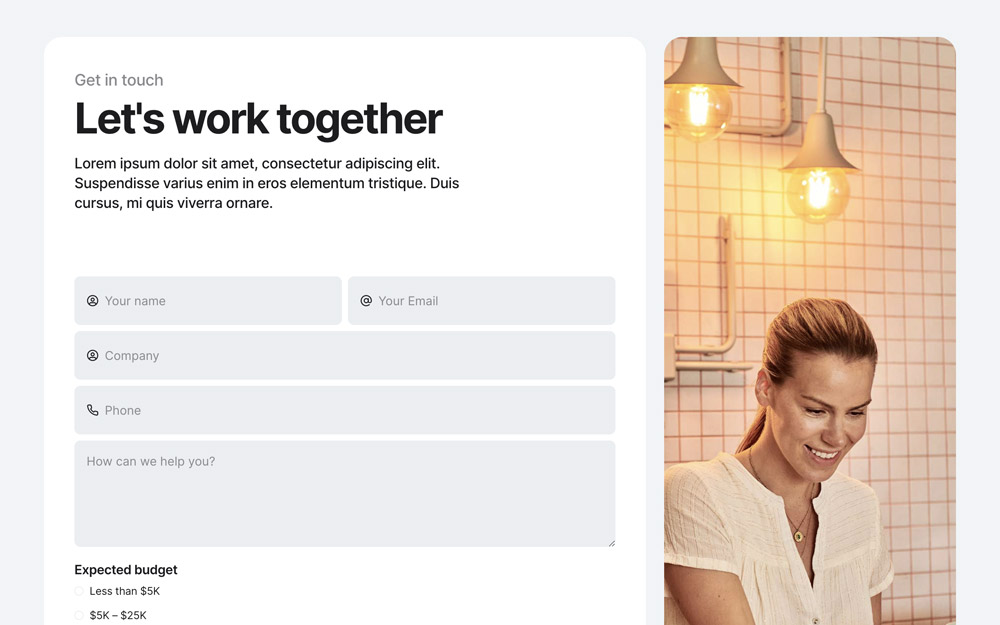 Get in touch
Let's work together
Lorem ipsum dolor sit amet, consectetur adipiscing elit.
Suspendisse varius enim in eros elementum tristique. Duis
cursus, mi quis viverra ornare.
Your name
Your Email
Company
Phone
How can we help you?
Expected budget
Less than $5K
$5K – $25K